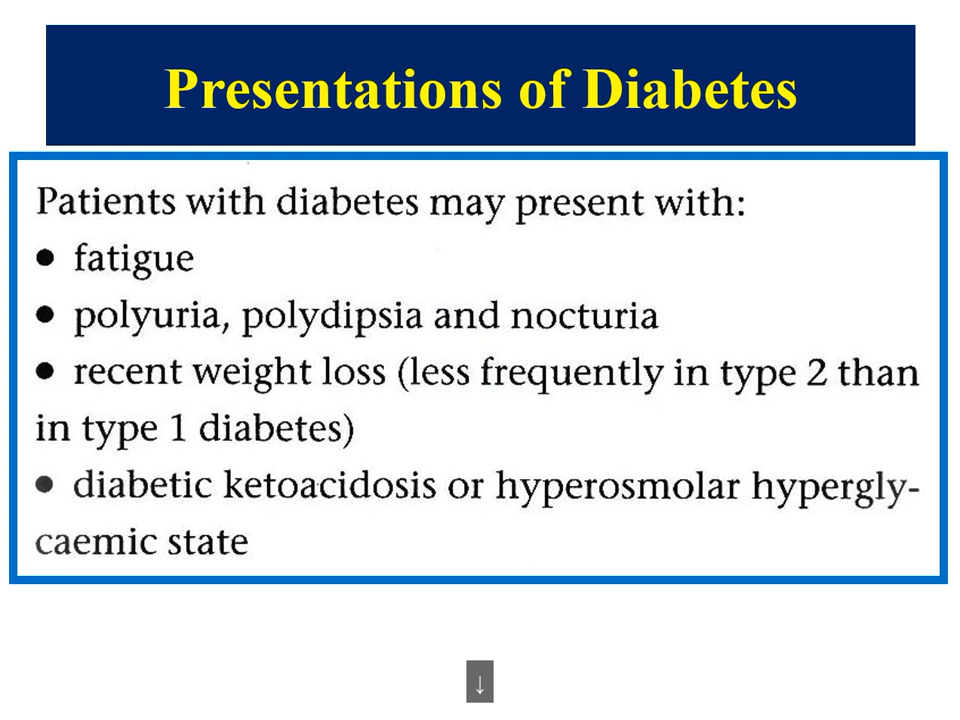 Presentations of Diabetes
Patients with diabetes may present with:
• fatigue
• polyuria, polydipsia and nocturia
• recent weight loss (less frequently in type 2 than
in type 1 diabetes)
• diabetic ketoacidosis or hyperosmolar hypergly-
caemic state
↓